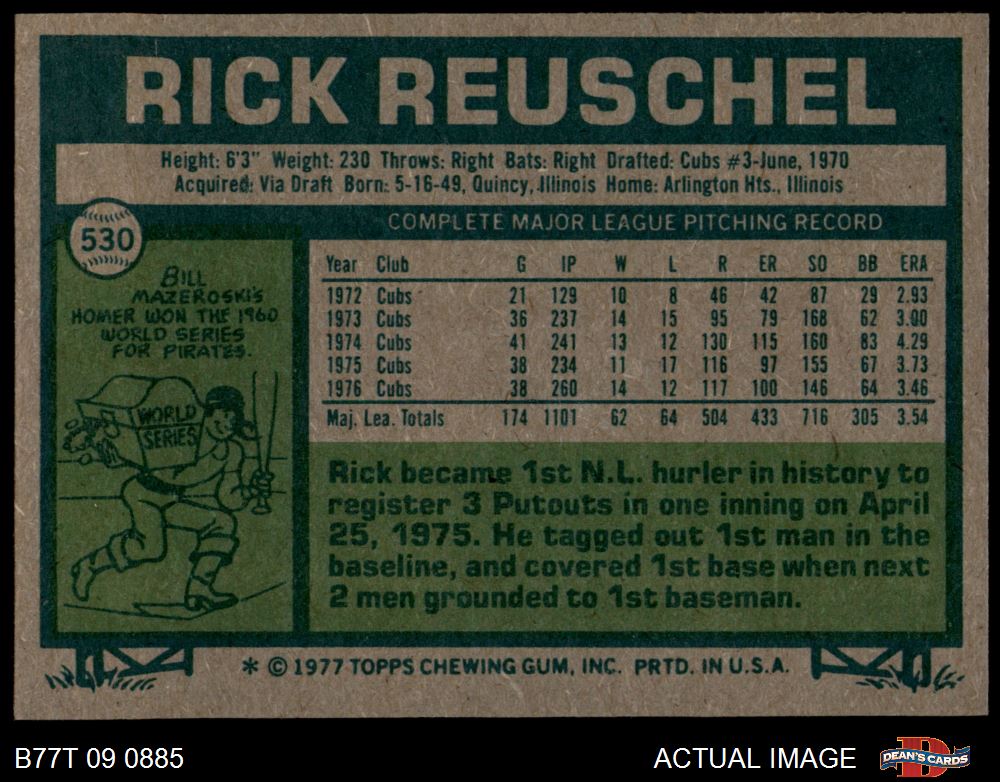 RICK REUSCHEL
Height: 6'3" Weight: 230 Throws: Right Bats: Right Drafted: Cubs #3-June, 1970
Acquired: Via Draft Born: 5-16-49, Quincy, Illinois Home: Arlington Hts., Illinois
530
BILL
MAZEROSKI'S
HOMER WON THE 1960
WORLD SERIES
FOR PIRATES.
WORLD
SERIES
COMPLETE MAJOR LEAGUE PITCHING RECORD
Year Club G IP W L R ER SO BB ERA
1972 Cubs 21 129 10 8 46 42 87 29 2.93
1973 Cubs 36 237 14 15 95 79 168 62 3.00
1974 Cubs 41 241 13 12 130 115 160 83 4.29
1975 Cubs 38 234 11 17 116 97 155 67 3.73
1976 Cubs 38 260 14 12 117 100 146 64 3.46
Maj. Lea. Totals 174 1101 62 64 504 433 716 305 3.54
Rick became 1st N.L. hurler in history to
register 3 Putouts in one inning on April
25, 1975. He tagged out 1st man in the
baseline, and covered 1st base when next
2 men grounded to 1st baseman.
* © 1977 TOPPS CHEWING GUM, INC. PRTD. IN U.S.A.
B77T 09 0885
ACTUAL IMAGE
DEAN'S CARDS